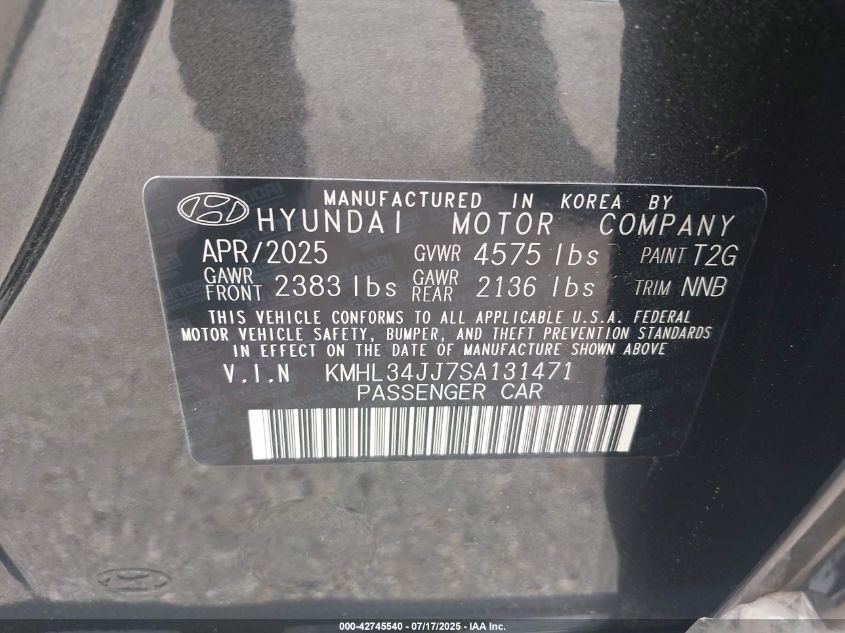 MANUFACTURED IN KOREA BY
HYUNDAI MOTOR COMPANY
APR/2025 GVWR 4575 lbs PAINT T2G
GAWR FRONT 2383 lbs GAWR REAR 2136 lbs TRIM NNB
THIS VEHICLE CONFORMS TO ALL APPLICABLE U.S.A. FEDERAL
MOTOR VEHICLE SAFETY, BUMPER, AND THEFT PREVENTION STANDARDS
IN EFFECT ON THE DATE OF MANUFACTURE SHOWN ABOVE
V.I.N KMHL34JJ7SA131471
PASSENGER CAR
000-42745540 - 07/17/2025 - IAA Inc.